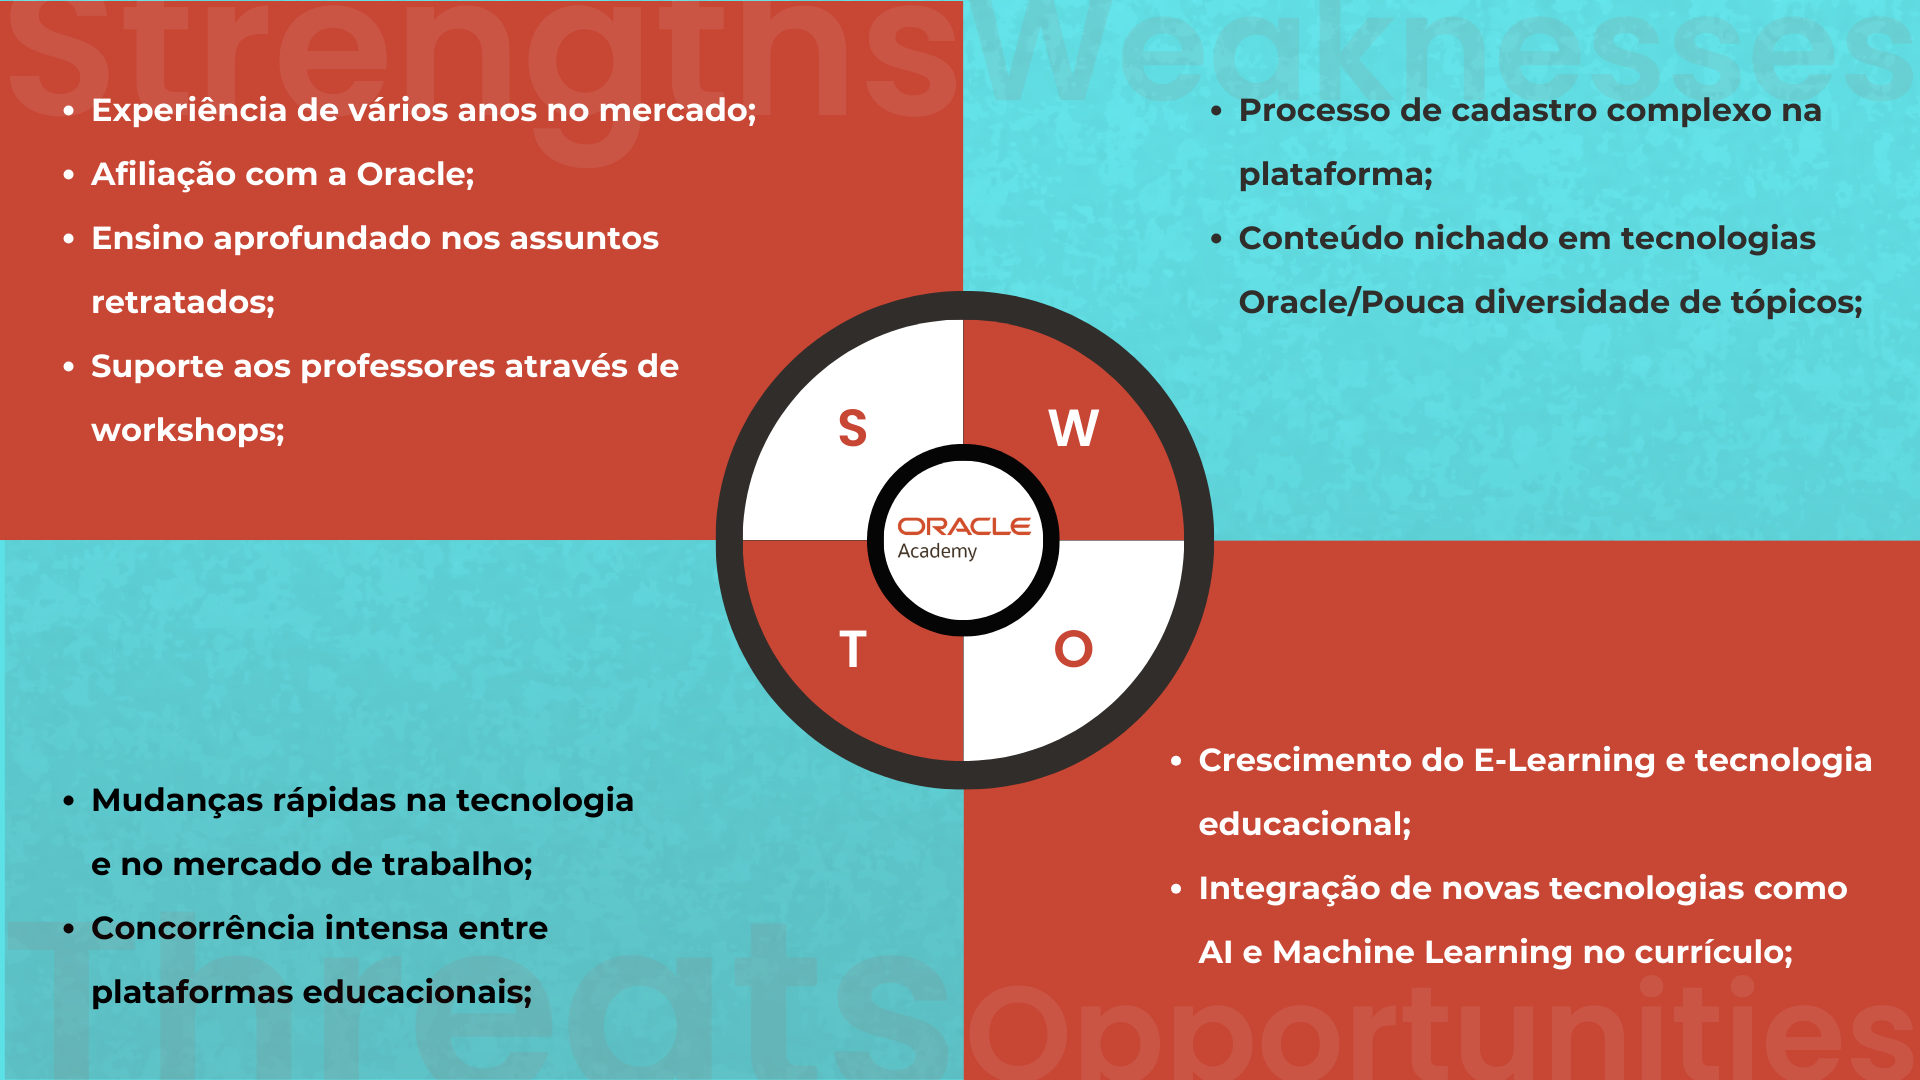 Strengths
• Experiência de vários anos no mercado;
• Afiliação com a Oracle;
• Ensino aprofundado nos assuntos
retratados;
• Suporte aos professores através de
workshops;
Weaknesses
• Processo de cadastro complexo na
plataforma;
• Conteúdo nichado em tecnologias
Oracle/Pouca diversidade de tópicos;
S
W
ORACLE
Academy
T
O
• Mudanças rápidas na tecnologia
e no mercado de trabalho;
• Concorrência intensa entre
plataformas educacionais;
Threats
• Crescimento do E-Learning e tecnologia
educacional;
• Integração de novas tecnologias como
AI e Machine Learning no currículo;
Opportunities